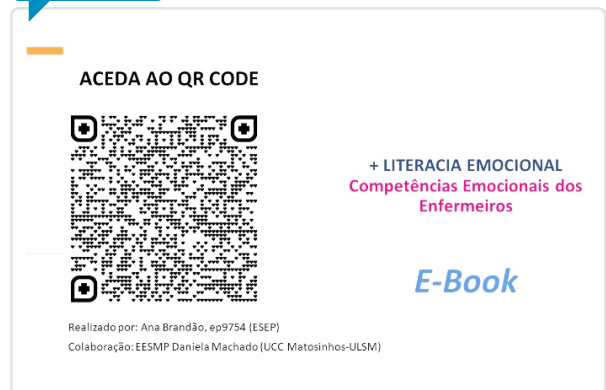 ACEDA AO QR CODE
+ LITERACIA EMOCIONAL
Competências Emocionais dos
Enfermeiros
E-Book
Realizado por: Ana Brandão, ep9754 (ESEP)
Colaboração: EESMP Daniela Machado (UCC Matosinhos-ULSM)